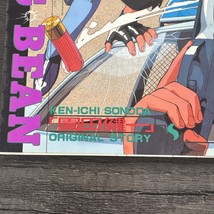 BEAN
KEN-ICHI SONODA
ORIGINAL STORY